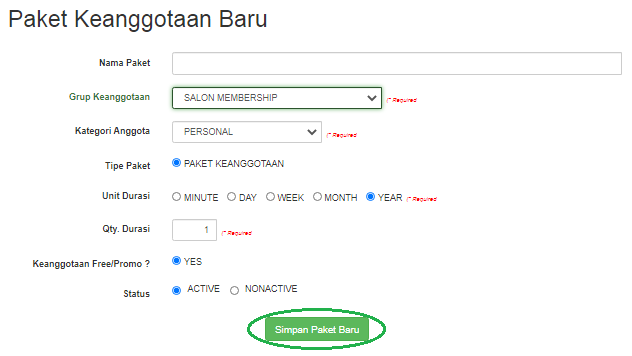 Paket Keanggotaan Baru
Nama Paket
Grup Keanggotaan SALON MEMBERSHIP (* Required
Kategori Anggota PERSONAL (* Required
Tipe Paket PAKET KEANGGOTAAN
Unit Durasi MINUTE DAY WEEK MONTH YEAR (* Required
Qty. Durasi 1 (* Required
Keanggotaan Free/Promo ? YES
Status ACTIVE NONACTIVE
Simpan Paket Baru